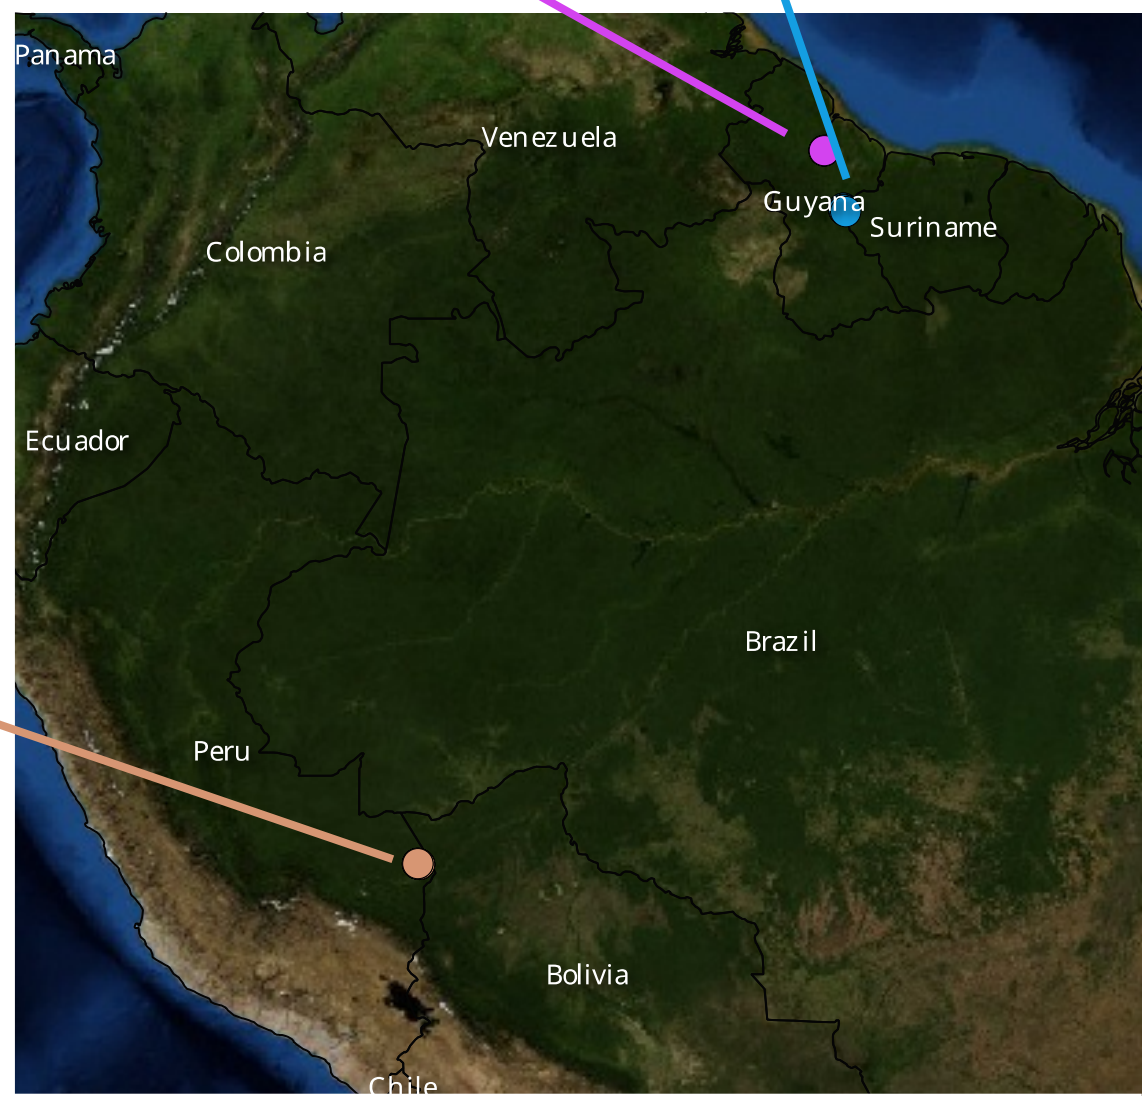 Panama
Venezuela
Guyana
Suriname
Colombia
Ecuador
Brazil
Peru
Bolivia
Chile